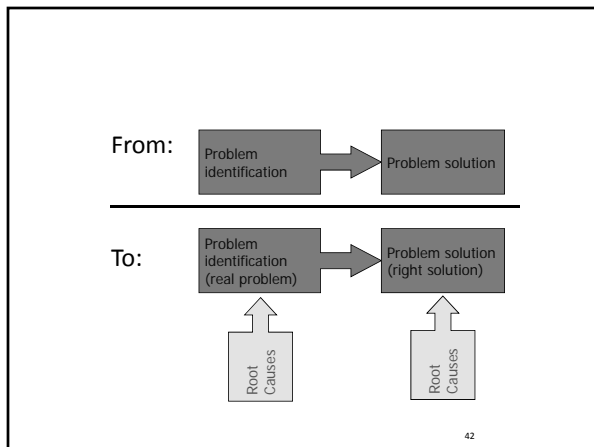 From:
Problem
identification
Problem solution
To:
Problem
identification
(real problem)
Problem solution
(right solution)
Root
Causes
Root
Causes
42